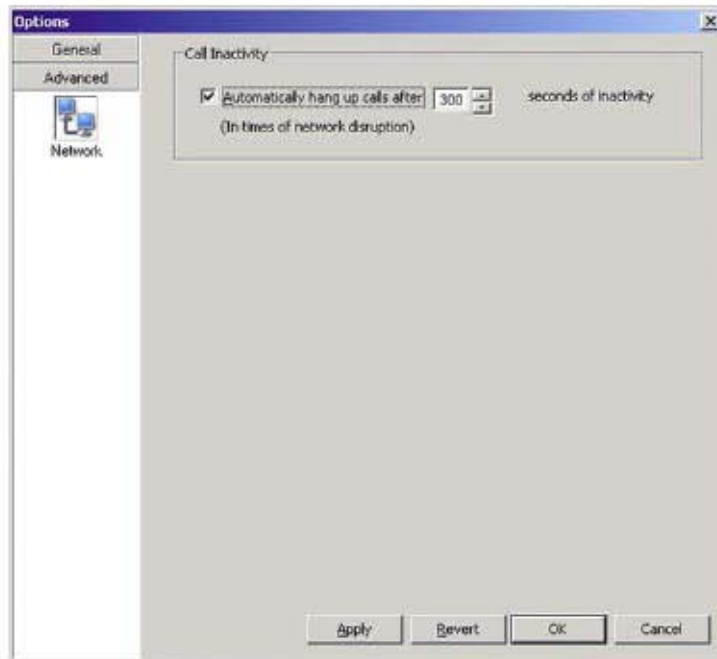 Options
General
Advanced
Network
Call Inactivity
Automatically hang up calls after 300 seconds of inactivity
(In times of network disruption)
Apply Revert OK Cancel